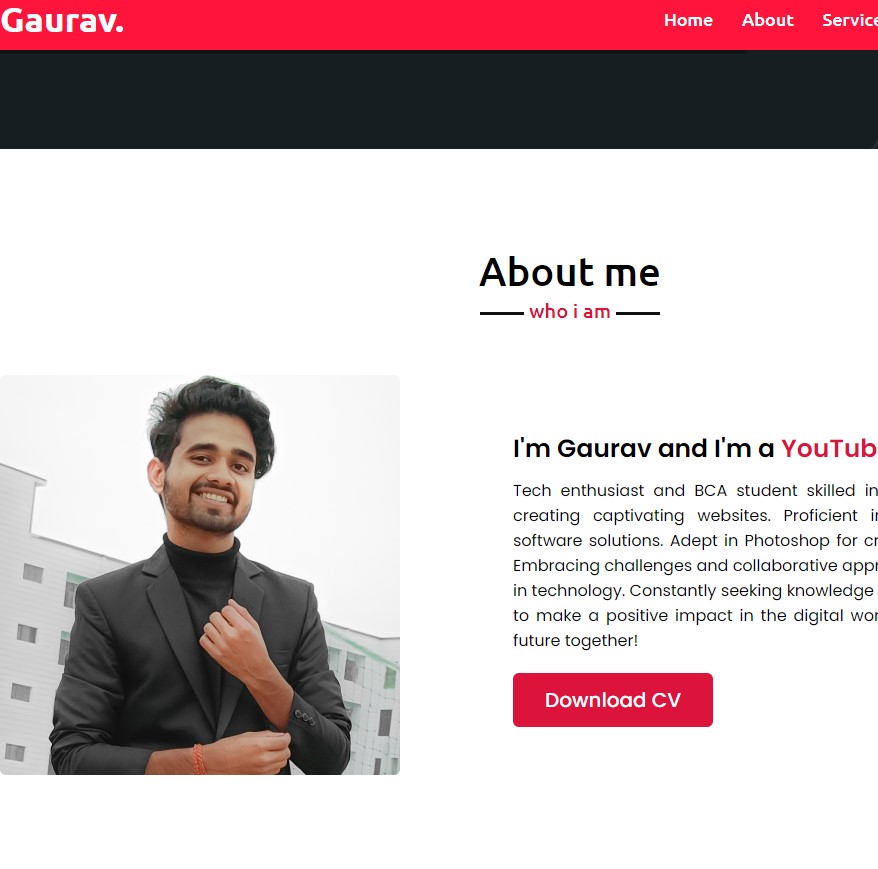 Gaurav.
Home About Service
About me
who i am
I'm Gaurav and I'm a YouTub
Tech enthusiast and BCA student skilled in
creating captivating websites. Proficient in
software solutions. Adept in Photoshop for cr
Embracing challenges and collaborative appr
in technology. Constantly seeking knowledge
to make a positive impact in the digital wor
future together!
Download CV